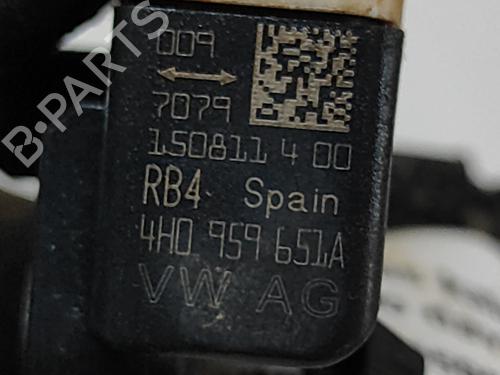 009
7079
150811 4 00
RB4 Spain
4H0 959 651A
VW AG
B-PARTS